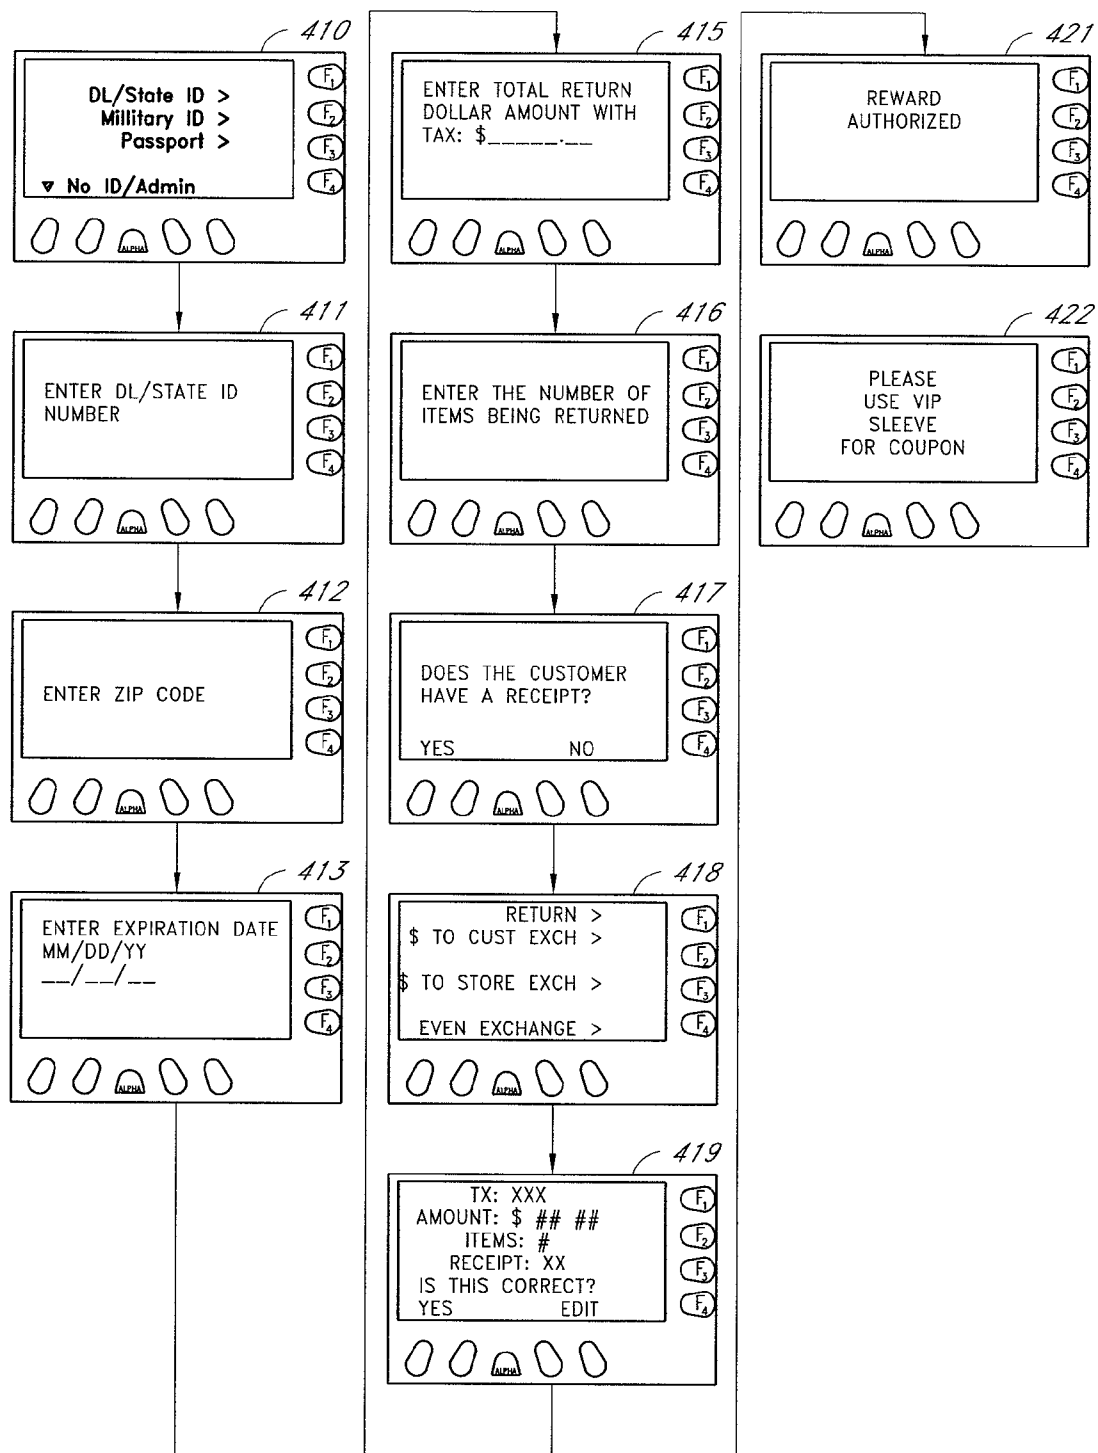 410
DL/State ID >
Millitary ID >
Passport >
▼ No ID/Admin
F1
F2
F3
F4
ALPHA
411
ENTER DL/STATE ID
NUMBER
F1
F2
F3
F4
ALPHA
412
ENTER ZIP CODE
F1
F2
F3
F4
ALPHA
413
ENTER EXPIRATION DATE
MM/DD/YY
__/__/__
F1
F2
F3
F4
ALPHA
415
ENTER TOTAL RETURN
DOLLAR AMOUNT WITH
TAX: $_____.__
F1
F2
F3
F4
ALPHA
416
ENTER THE NUMBER OF
ITEMS BEING RETURNED
F1
F2
F3
F4
ALPHA
417
DOES THE CUSTOMER
HAVE A RECEIPT?
YES NO
F1
F2
F3
F4
ALPHA
418
RETURN >
$ TO CUST EXCH >
$ TO STORE EXCH >
EVEN EXCHANGE >
F1
F2
F3
F4
ALPHA
419
TX: XXX
AMOUNT: $ ## ##
ITEMS: #
RECEIPT: XX
IS THIS CORRECT?
YES EDIT
F1
F2
F3
F4
ALPHA
421
REWARD
AUTHORIZED
F1
F2
F3
F4
ALPHA
422
PLEASE
USE VIP
SLEEVE
FOR COUPON
F1
F2
F3
F4
ALPHA